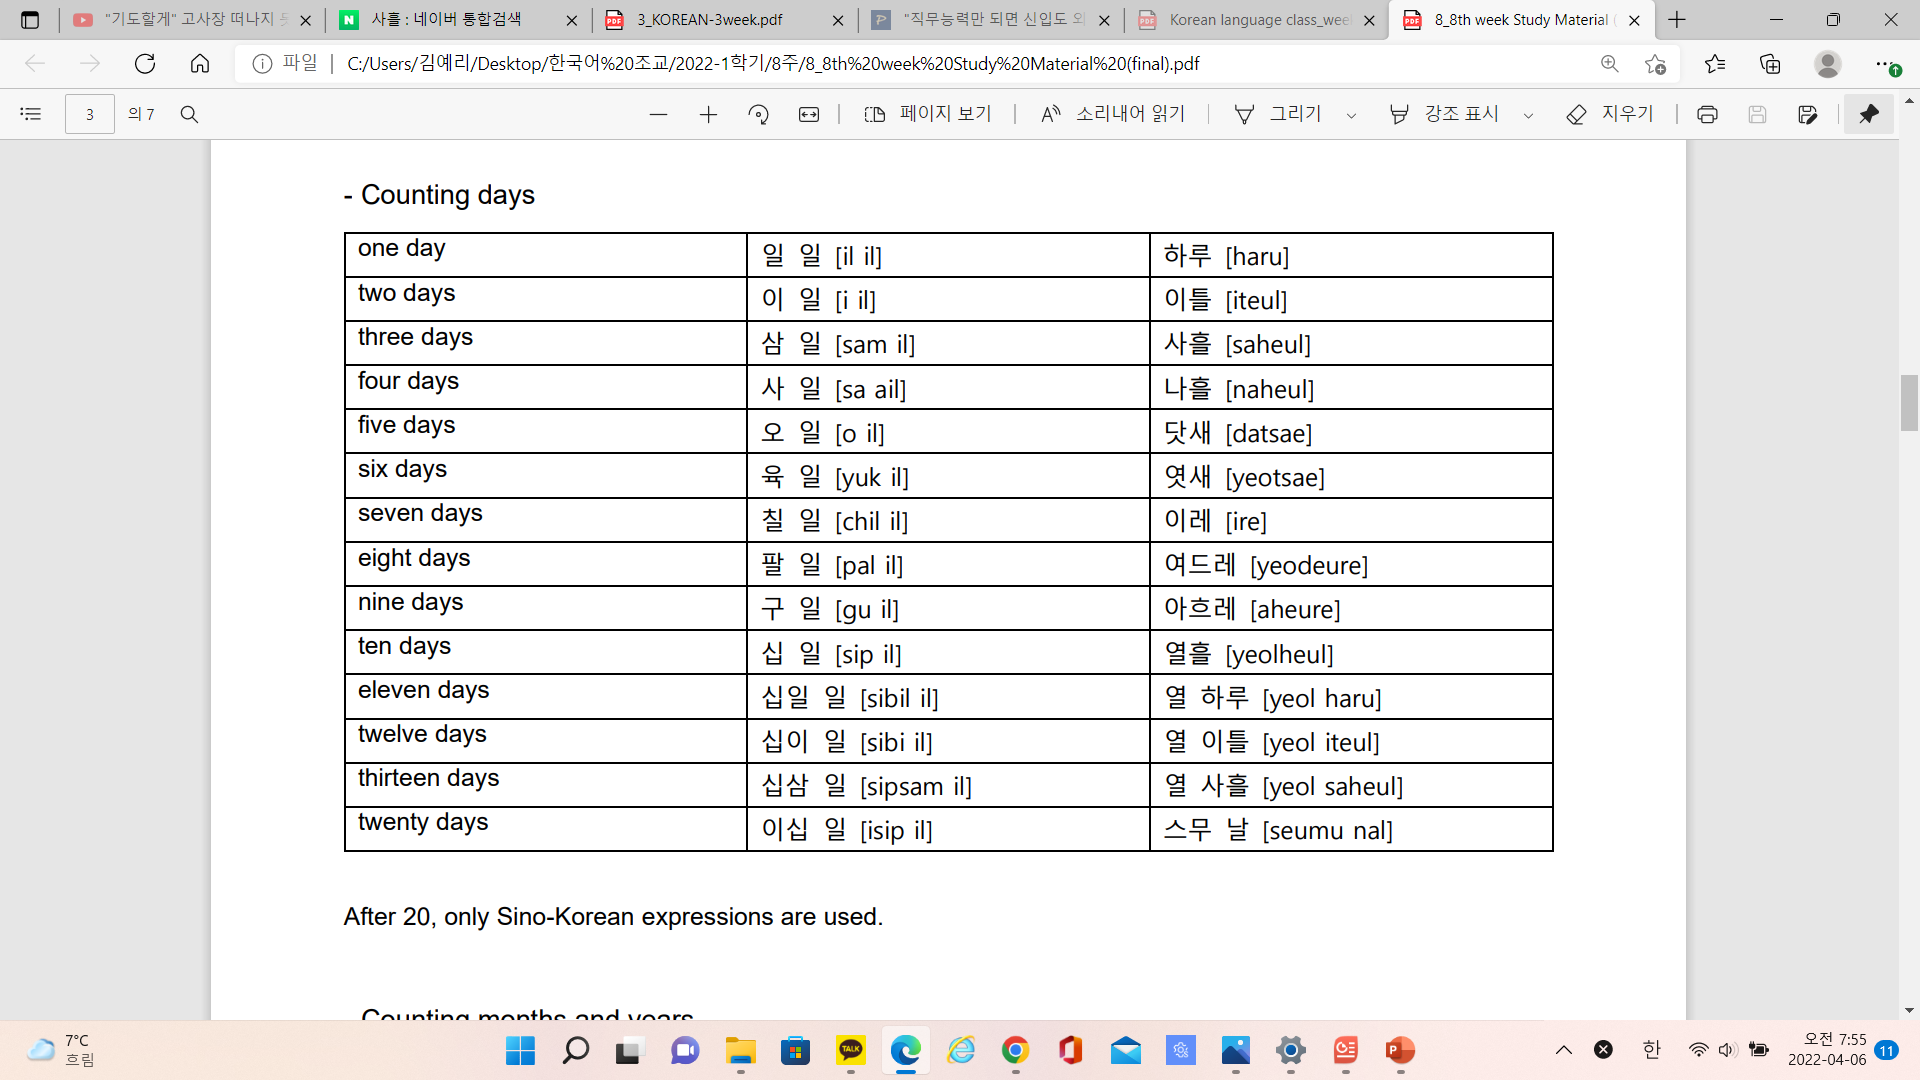 "기도할게" 고사장 떠나지
사흘 : 네이버 통합검색
3_KOREAN-3week.pdf
"직무능력만 되면 신입도
Korean language class_wee
8_8th week Study Material (
파일
C:/Users/김예리/Desktop/한국어%20조교/2022-1학기/8주/8_8th%20week%20Study%20Material%20(final).pdf
3 의 7
페이지 보기
소리내어 읽기
그리기
강조 표시
지우기
- Counting days
one day 일 일 [il il] 하루 [haru]
two days 이 일 [i il] 이틀 [iteul]
three days 삼 일 [sam il] 사흘 [saheul]
four days 사 일 [sa ail] 나흘 [naheul]
five days 오 일 [o il] 닷새 [datsae]
six days 육 일 [yuk il] 엿새 [yeotsae]
seven days 칠 일 [chil il] 이레 [ire]
eight days 팔 일 [pal il] 여드레 [yeodeure]
nine days 구 일 [gu il] 아흐레 [aheure]
ten days 십 일 [sip il] 열흘 [yeolheul]
eleven days 십일 일 [sibil il] 열 하루 [yeol haru]
twelve days 십이 일 [sibi il] 열 이틀 [yeol iteul]
thirteen days 십삼 일 [sipsam il] 열 사흘 [yeol saheul]
twenty days 이십 일 [isip il] 스무 날 [seumu nal]
After 20, only Sino-Korean expressions are used.
Counting months and years
7°C
흐림
TALK
한
오전 7:55
2022-04-06
11